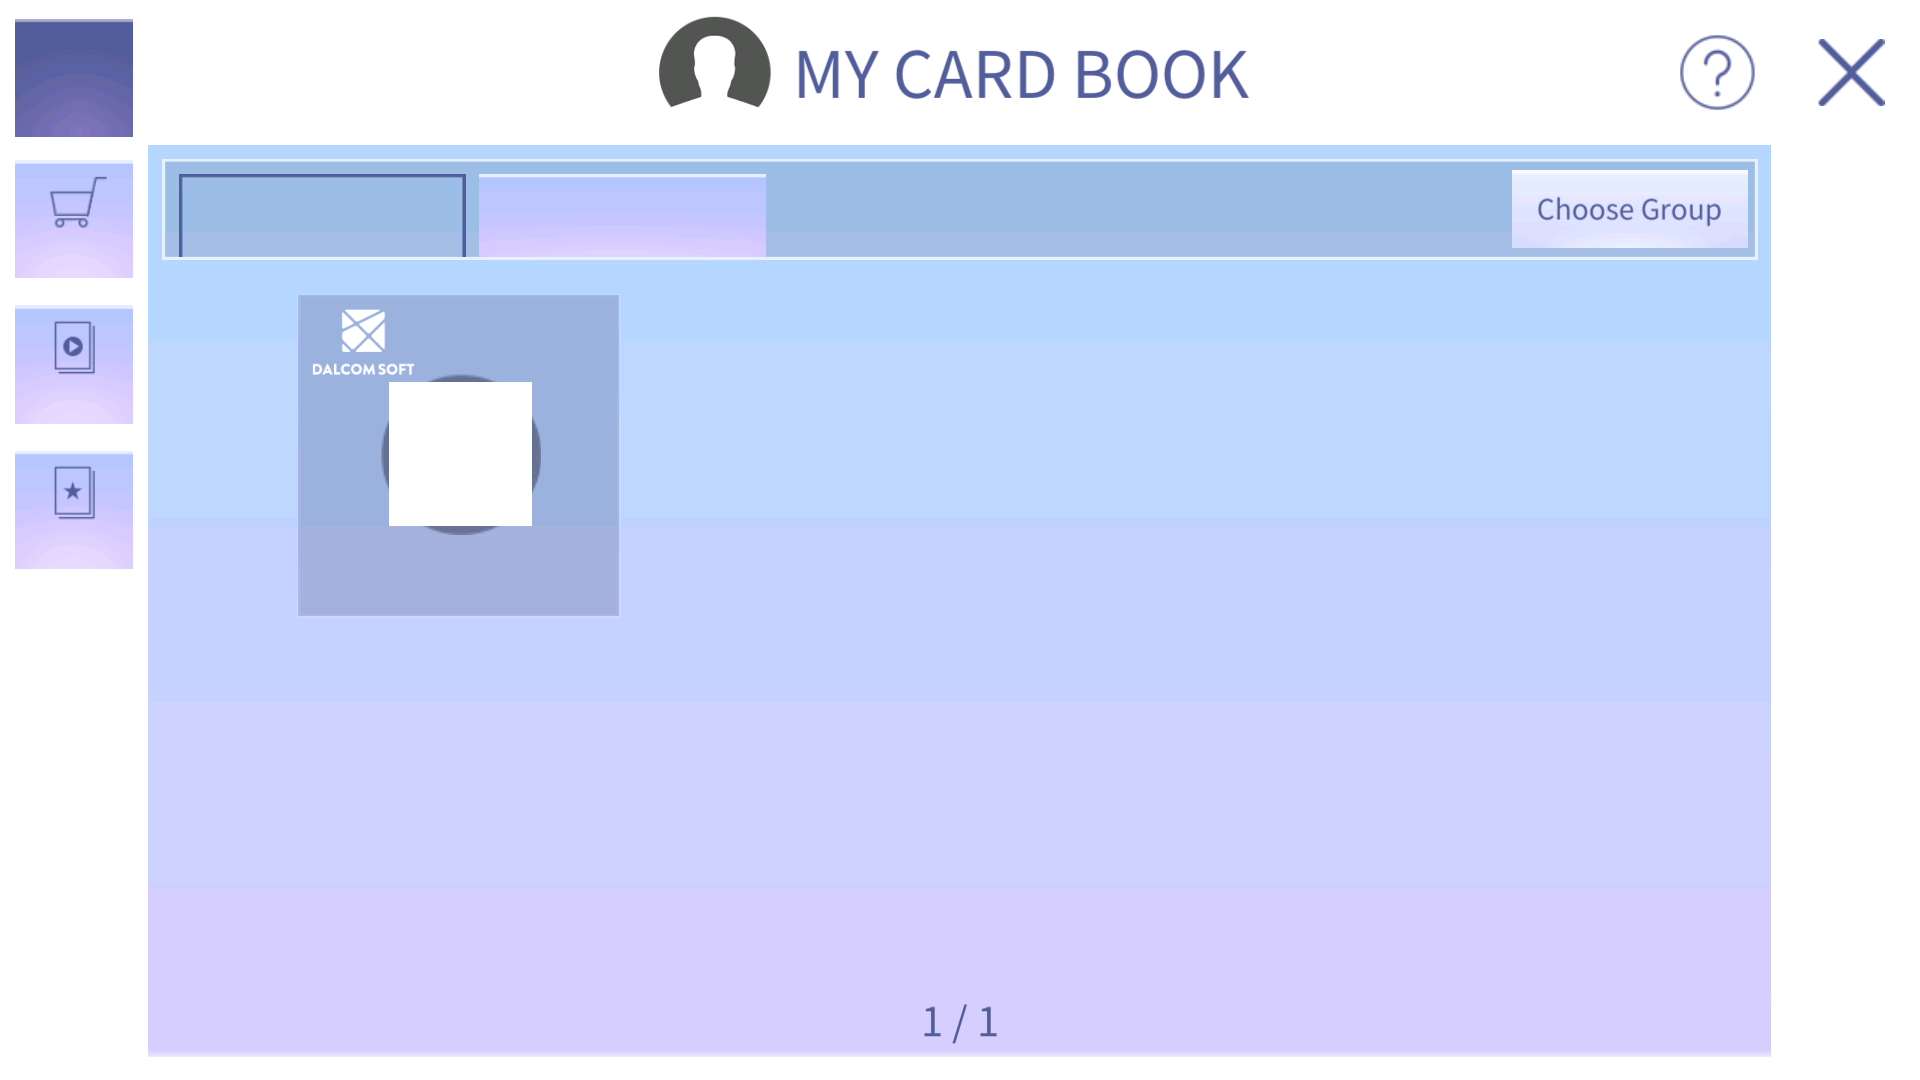 MY CARD BOOK
?
Choose Group
DALCOM SOFT
1 / 1